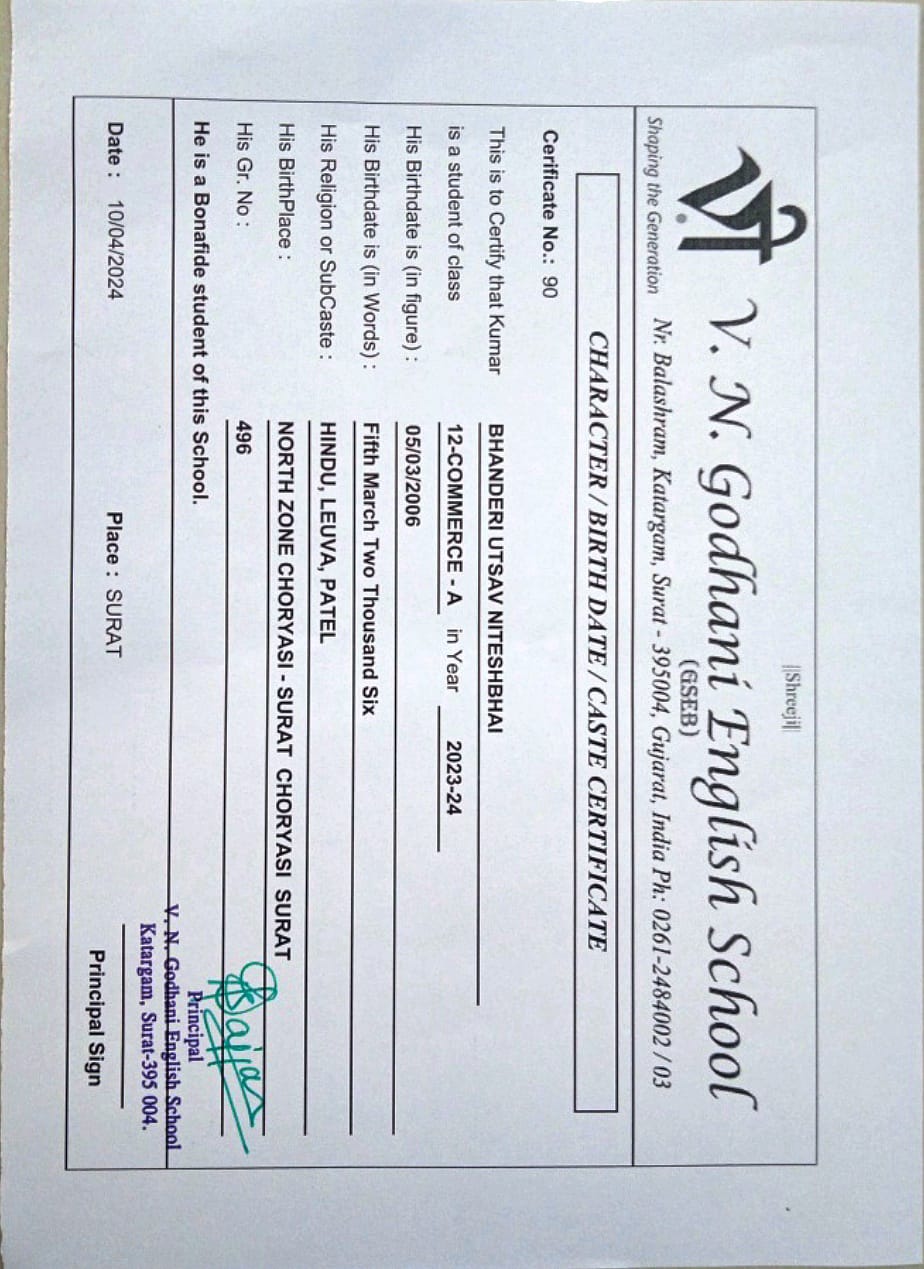 ||Shreeji||
V. N. Godhani English School
(GSEB)
Shaping the Generation
Nr. Balashram, Katargam, Surat - 395004, Gujarat, India Ph: 0261-2484002 / 03
CHARACTER / BIRTH DATE / CASTE CERTIFICATE
Cerificate No.: 90
This is to Certify that Kumar BHANDERI UTSAV NITESHBHAI
is a student of class 12-COMMERCE - A in Year 2023-24
His Birthdate is (in figure) : 05/03/2006
His Birthdate is (in Words) : Fifth March Two Thousand Six
His Religion or SubCaste : HINDU, LEUVA, PATEL
His BirthPlace : NORTH ZONE CHORYASI - SURAT CHORYASI SURAT
His Gr. No : 496
He is a Bonafide student of this School.
Principal
V. N. Godhani English School
Katargam, Surat-395 004.
Date : 10/04/2024 Place : SURAT
Principal Sign